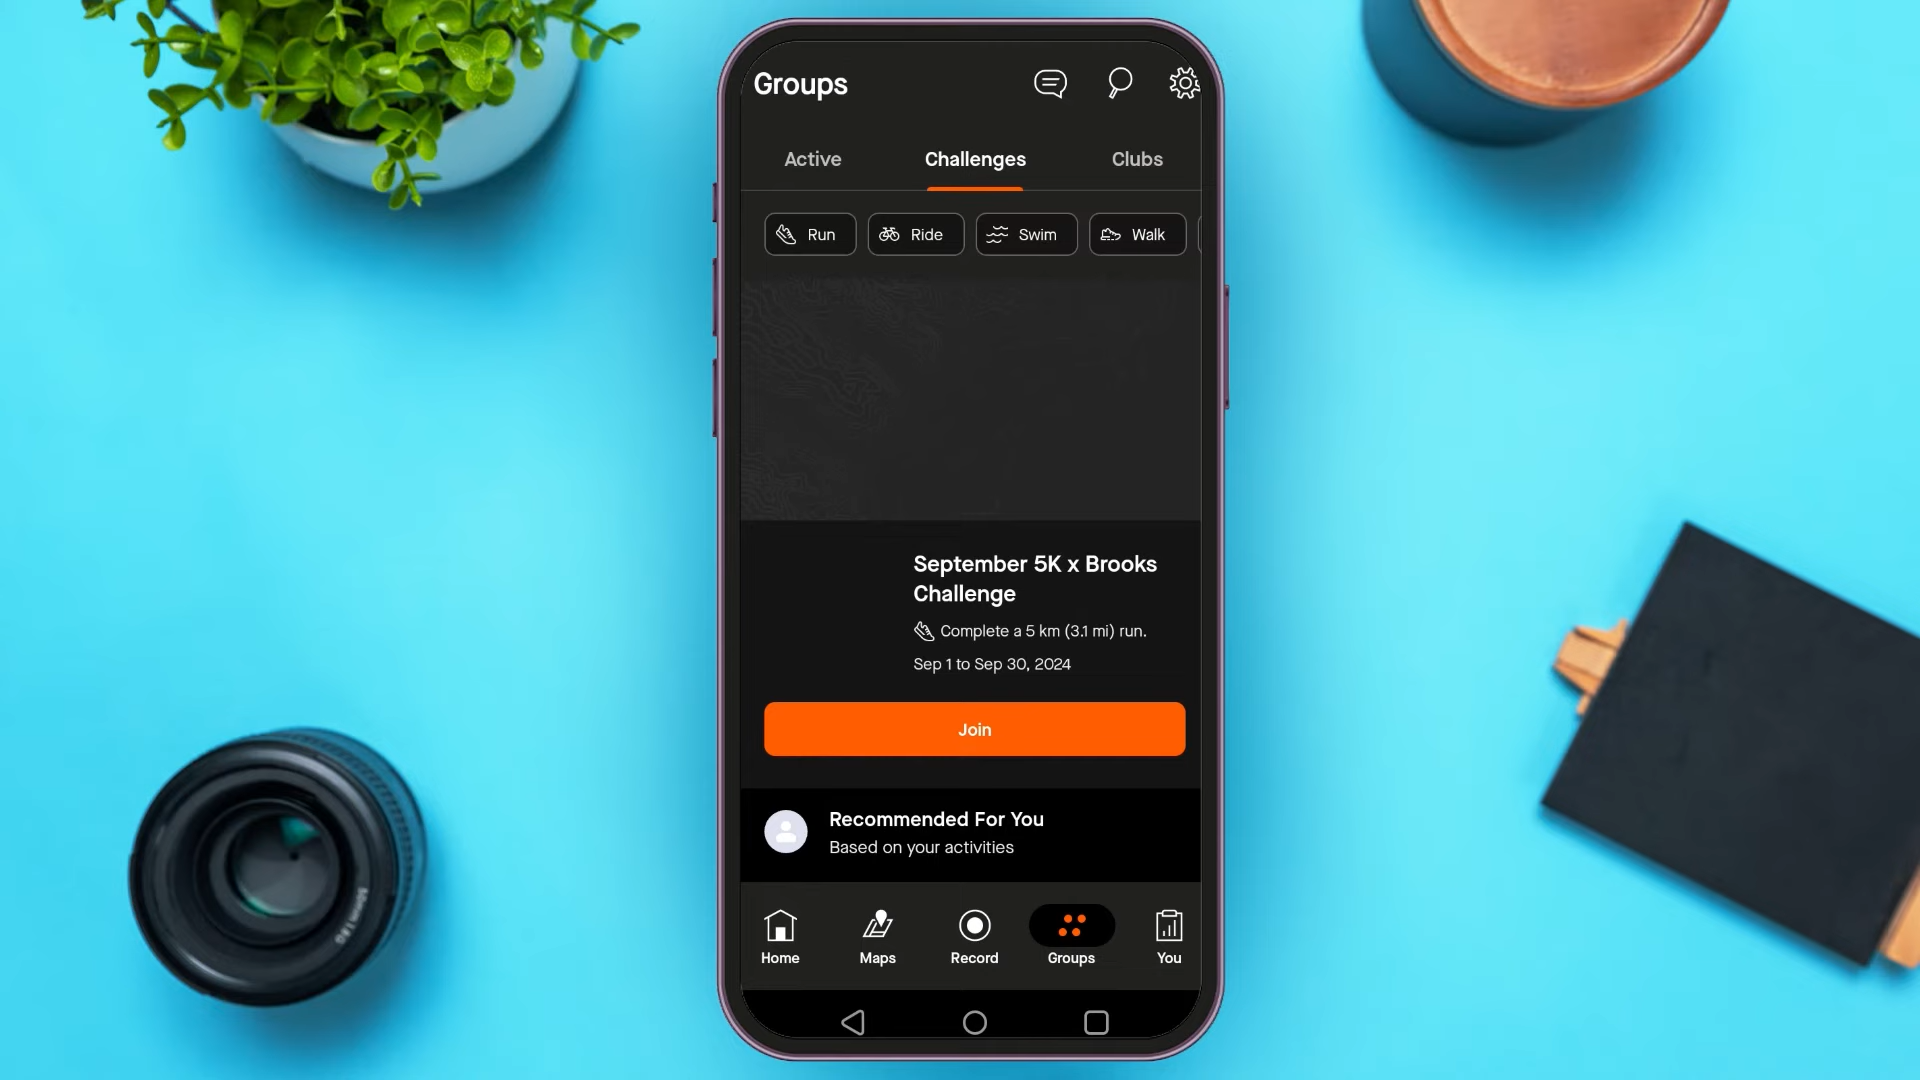 Groups
Active
Challenges
Clubs
Run
Ride
Swim
Walk
September 5K x Brooks
Challenge
Complete a 5 km (3.1 mi) run.
Sep 1 to Sep 30, 2024
Join
Recommended For You
Based on your activities
Home
Maps
Record
Groups
You